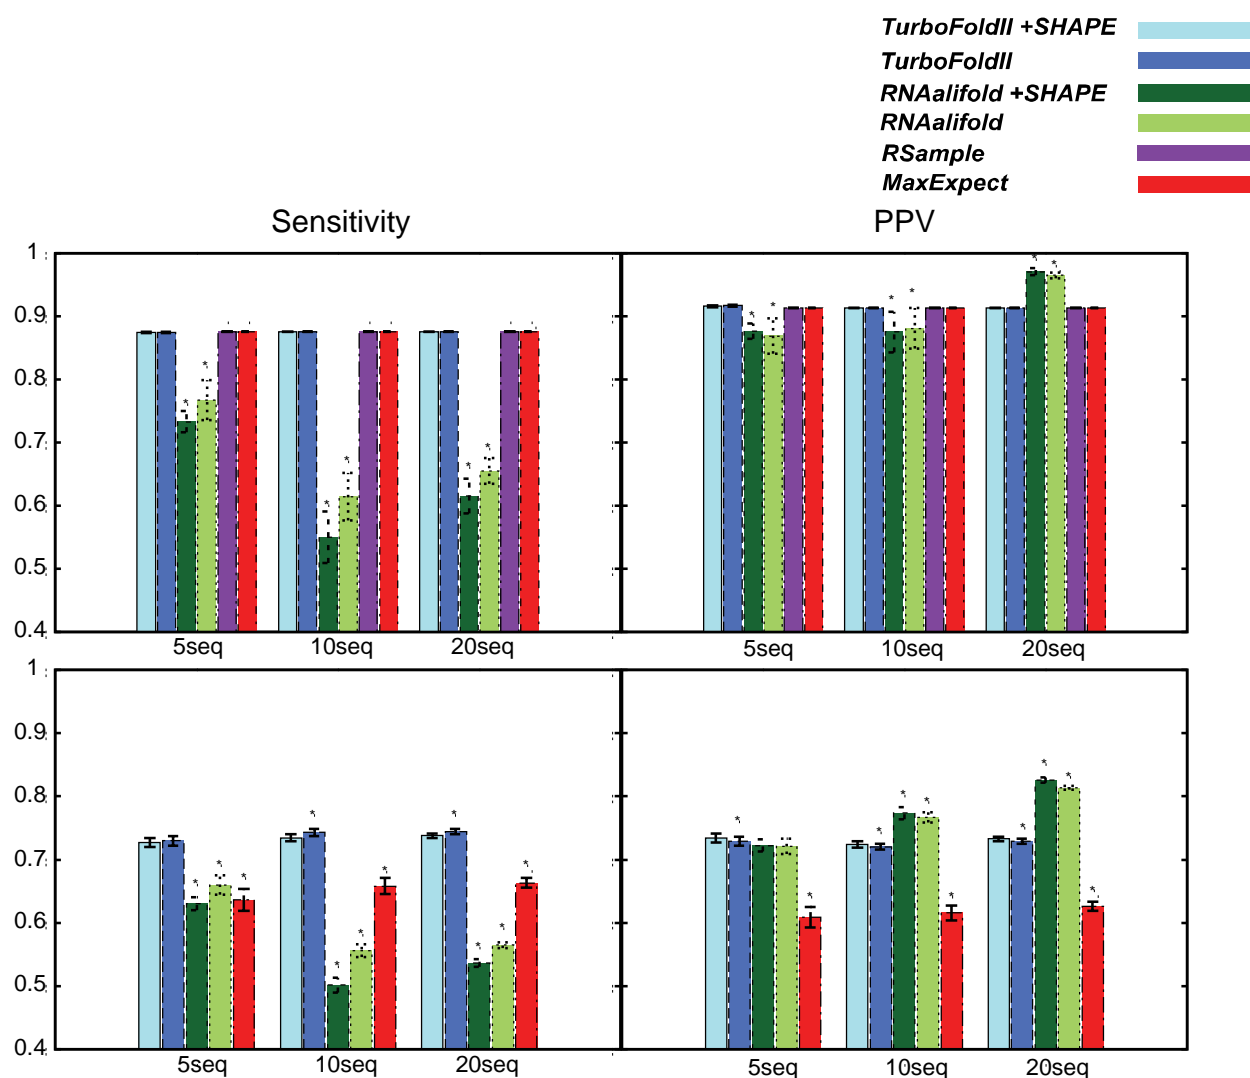 TurboFoldII +SHAPE
TurboFoldII
RNAalifold +SHAPE
RNAalifold
RSample
MaxExpect
Sensitivity PPV
1
0.9
0.8
0.7
0.6
0.5
0.4
5seq 10seq 20seq 5seq 10seq 20seq
1
0.9
0.8
0.7
0.6
0.5
0.4
5seq 10seq 20seq 5seq 10seq 20seq